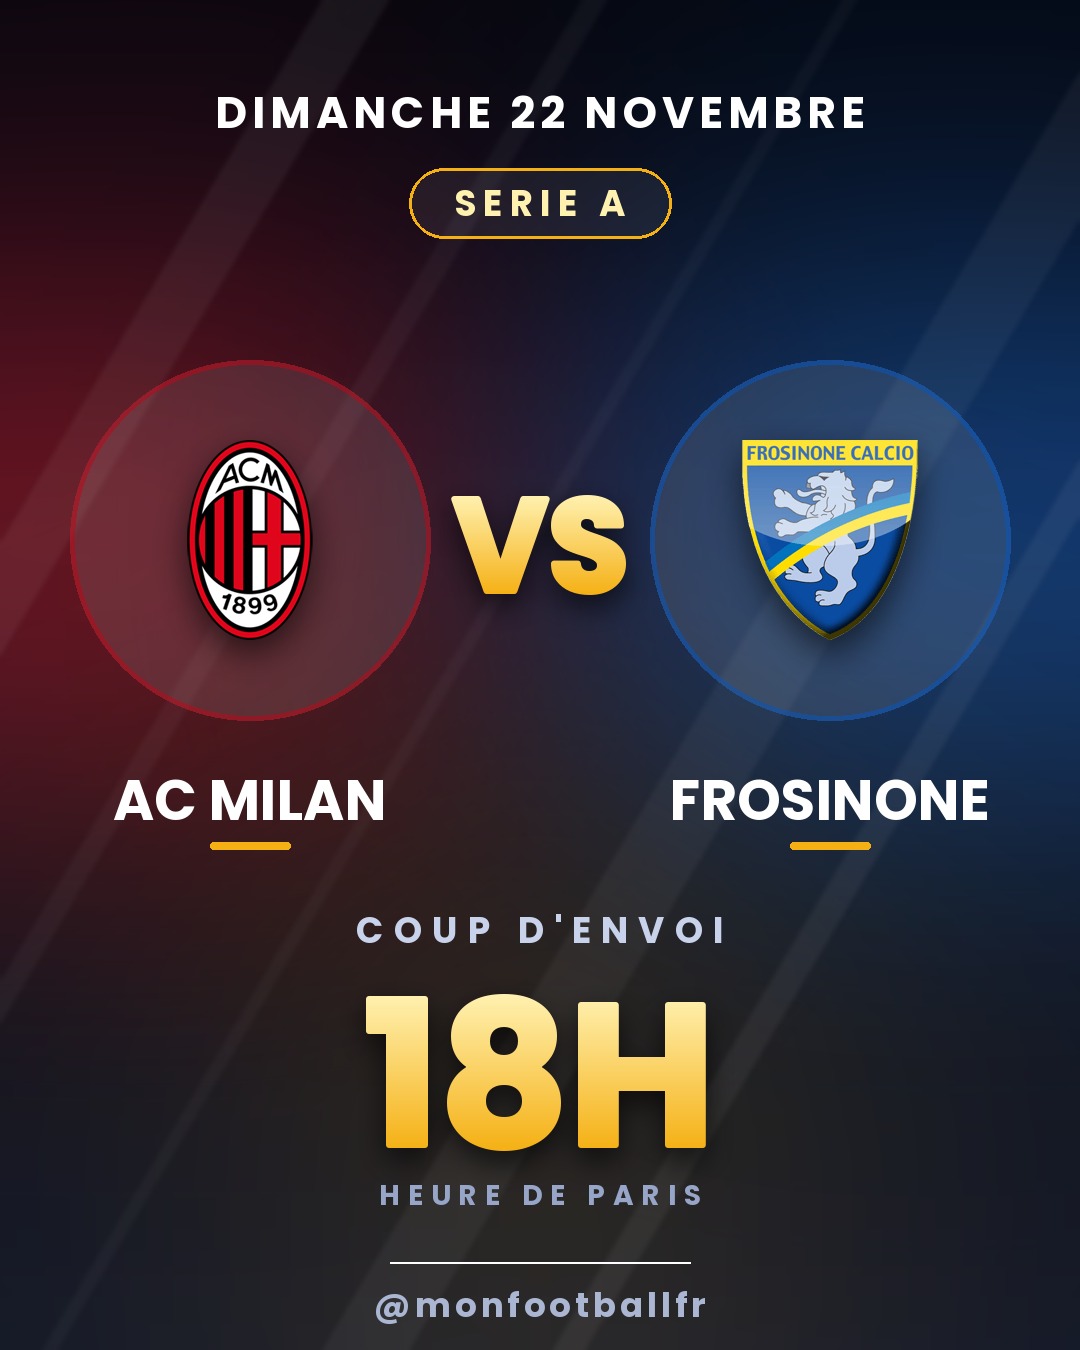 DIMANCHE 22 NOVEMBRE
SERIE A
ACM
1899
VS
FROSINONE CALCIO
AC MILAN
FROSINONE
COUP D'ENVOI
18H
HEURE DE PARIS
@monfootballfr